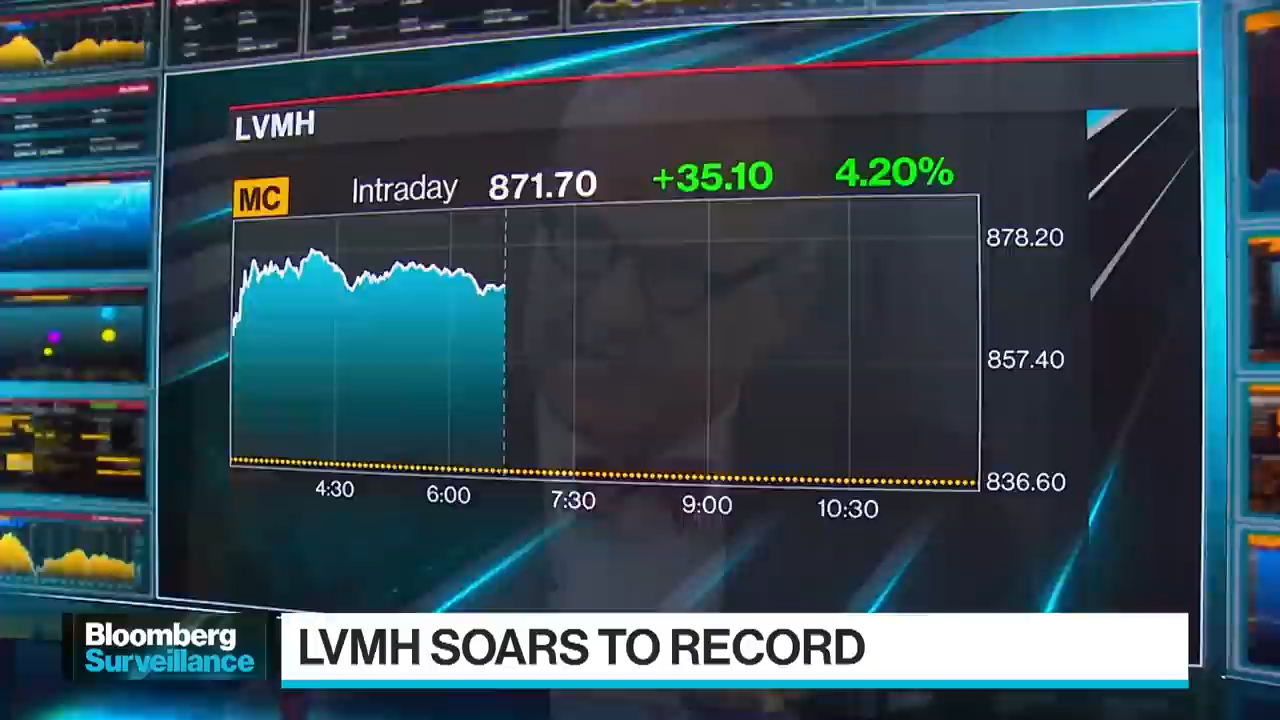 LVMH
MC Intraday 871.70 +35.10 4.20%
878.20
857.40
836.60
4:30 6:00 7:30 9:00 10:30
Bloomberg
Surveillance
LVMH SOARS TO RECORD